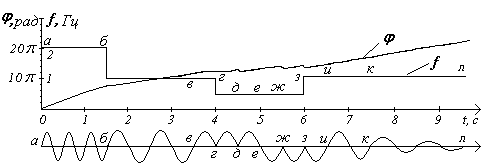 φ,рад f, Гц
20π а б
2 φ
10π 1 в г з и к f л
д е ж
0 1 2 3 4 5 6 7 8 9 t, с
а б в г д е ж з и к л